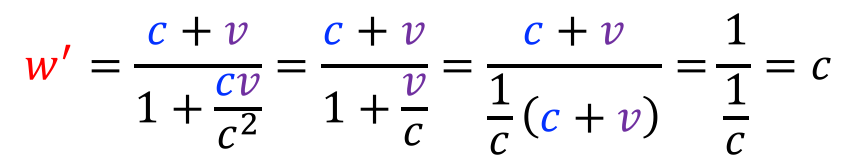 w′ = (c + v)/(1 + cv/c²) = (c + v)/(1 + v/c) = (c + v)/((1/c)(c + v)) = 1/(1/c) = c